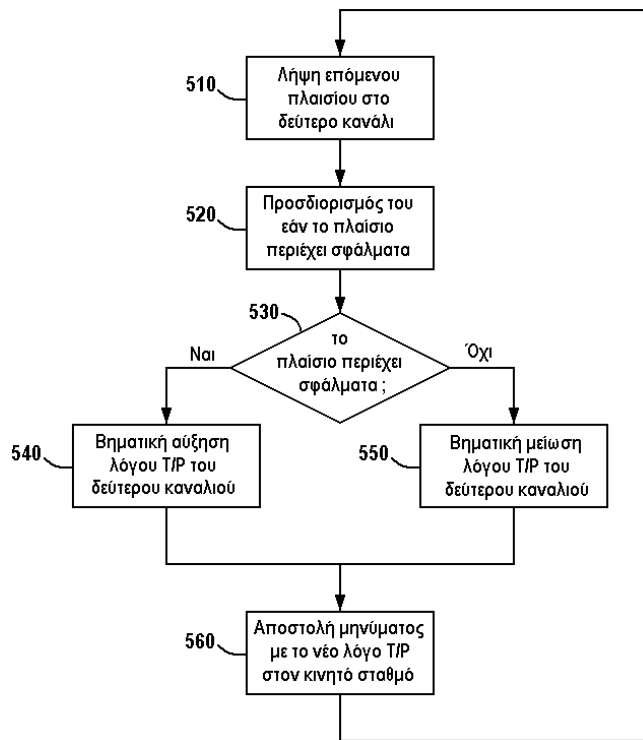 510
Λήψη επόμενου
πλαισίου στο
δεύτερο κανάλι
520
Προσδιορισμός του
εάν το πλαίσιο
περιέχει σφάλματα
530
το
πλαίσιο περιέχει
σφάλματα ;
Ναι
Όχι
540
Βηματική αύξηση
λόγου T/P του
δεύτερου καναλιού
550
Βηματική μείωση
λόγου T/P του
δεύτερου καναλιού
560
Αποστολή μηνύματος
με το νέο λόγο T/P
στον κινητό σταθμό